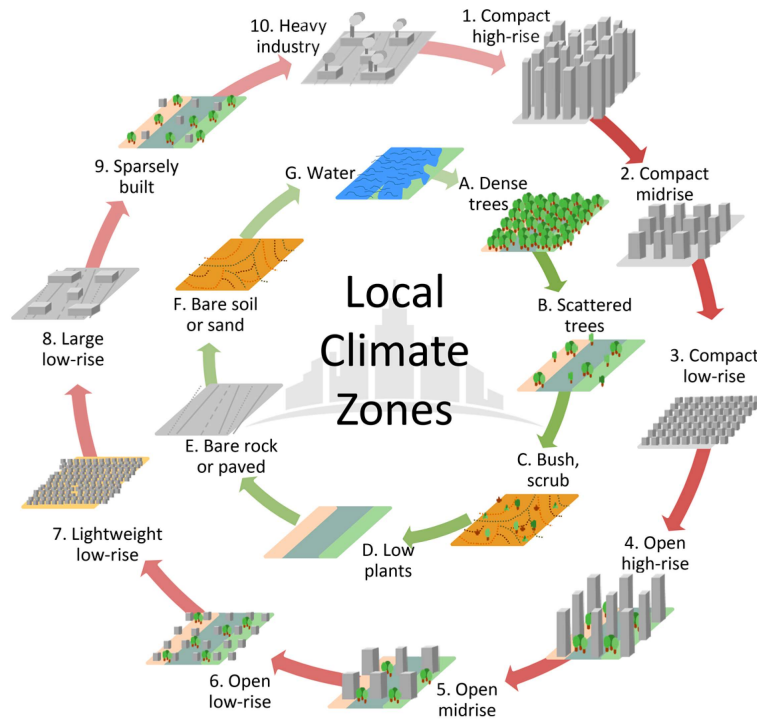 10. Heavy
industry
1. Compact
high-rise
2. Compact
midrise
3. Compact
low-rise
4. Open
high-rise
5. Open
midrise
6. Open
low-rise
7. Lightweight
low-rise
8. Large
low-rise
9. Sparsely
built
G. Water
A. Dense
trees
B. Scattered
trees
C. Bush,
scrub
D. Low
plants
E. Bare rock
or paved
F. Bare soil
or sand
Local
Climate
Zones